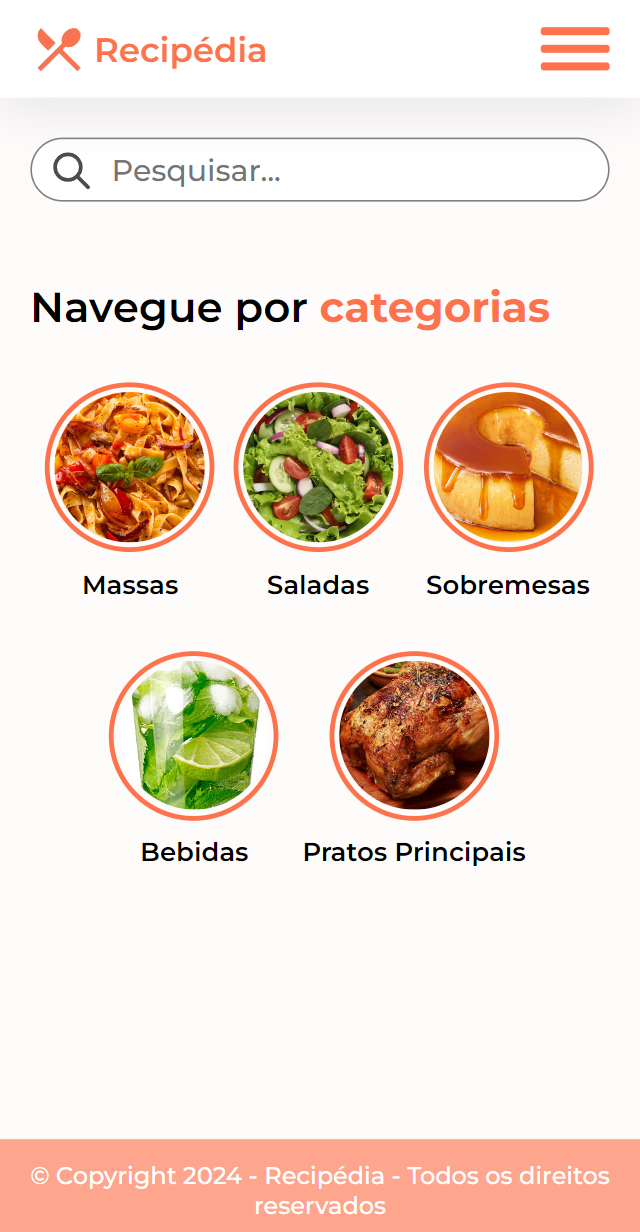 Recipédia
Pesquisar...
Navegue por categorias
Massas
Saladas
Sobremesas
Bebidas
Pratos Principais
© Copyright 2024 - Recipédia - Todos os direitos
reservados